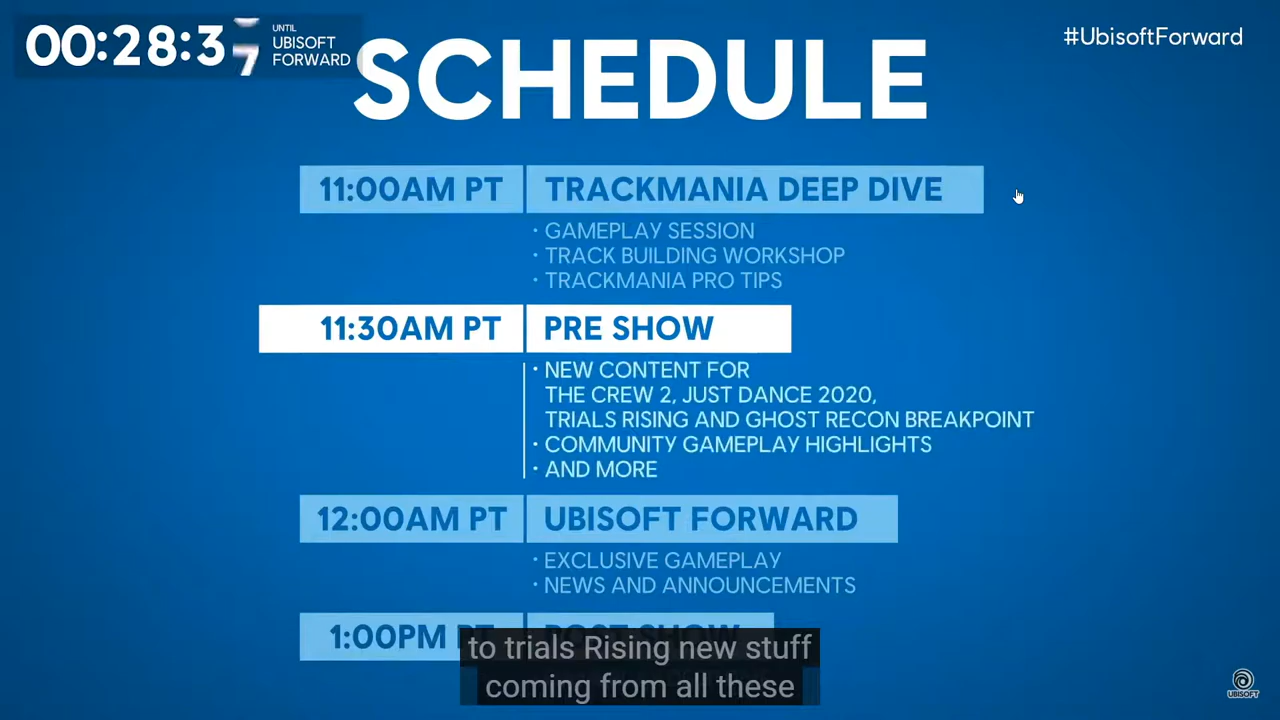 00:28:3
UNTIL
UBISOFT
FORWARD
SCHEDULE
#UbisoftForward
11:00AM PT TRACKMANIA DEEP DIVE
· GAMEPLAY SESSION
· TRACK BUILDING WORKSHOP
· TRACKMANIA PRO TIPS
11:30AM PT PRE SHOW
· NEW CONTENT FOR
THE CREW 2, JUST DANCE 2020,
TRIALS RISING AND GHOST RECON BREAKPOINT
· COMMUNITY GAMEPLAY HIGHLIGHTS
· AND MORE
12:00AM PT UBISOFT FORWARD
· EXCLUSIVE GAMEPLAY
· NEWS AND ANNOUNCEMENTS
1:00PM PT POST SHOW
to trials Rising new stuff
coming from all these
UBISOFT